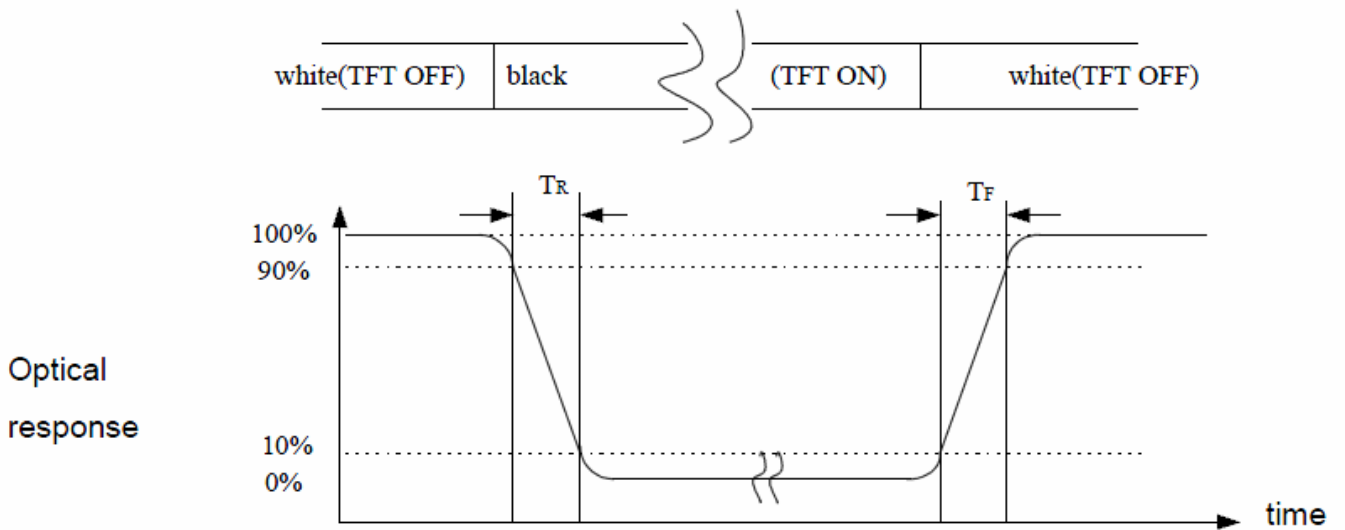 white(TFT OFF) black (TFT ON) white(TFT OFF)
TR TF
100%
90%
Optical
response
10%
0%
time